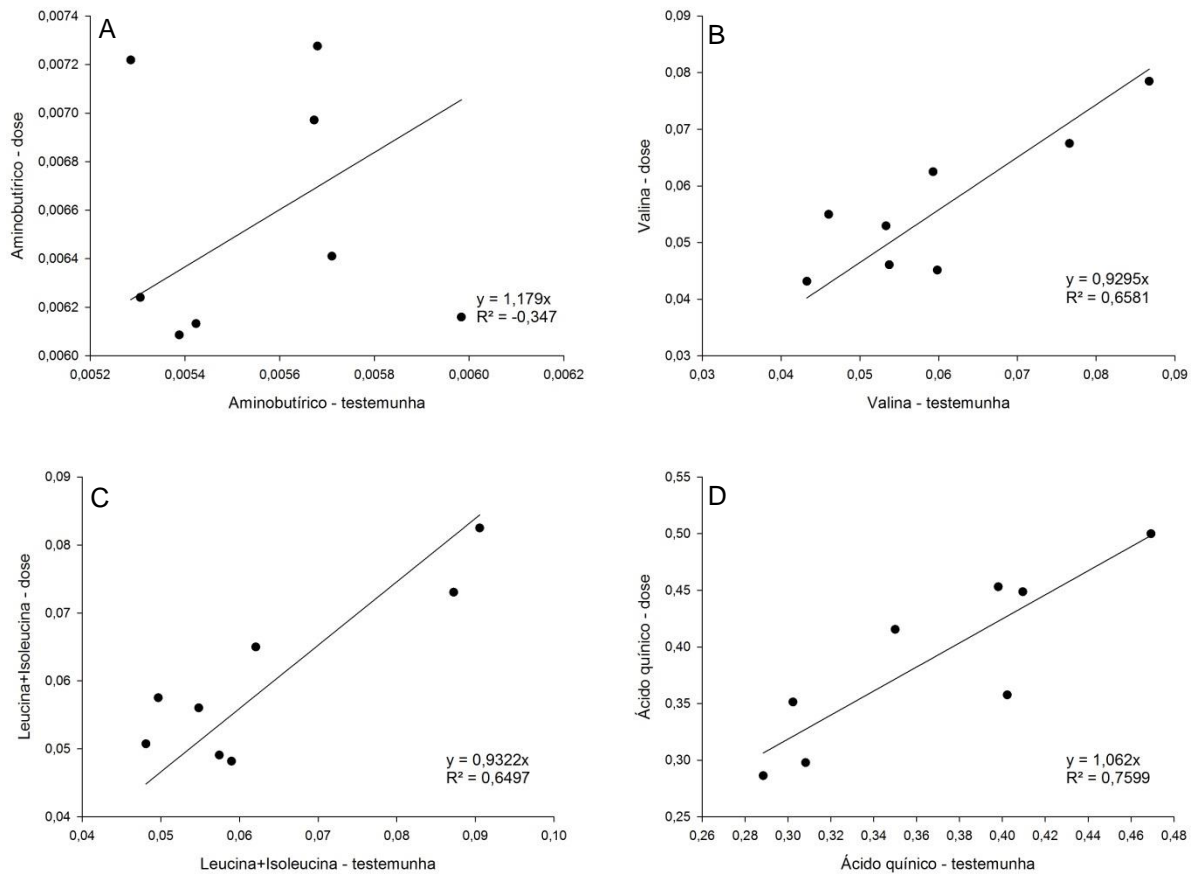 A
0,0074
0,0072
0,0070
0,0068
0,0066
0,0064
0,0062
0,0060
Aminobutírico - dose
y = 1,179x
R² = -0,347
0,0052 0,0054 0,0056 0,0058 0,0060 0,0062
Aminobutírico - testemunha
B
0,09
0,08
0,07
0,06
0,05
0,04
0,03
Valina - dose
y = 0,9295x
R² = 0,6581
0,03 0,04 0,05 0,06 0,07 0,08 0,09
Valina - testemunha
C
0,09
0,08
0,07
0,06
0,05
0,04
Leucina+Isoleucina - dose
y = 0,9322x
R² = 0,6497
0,04 0,05 0,06 0,07 0,08 0,09 0,10
Leucina+Isoleucina - testemunha
D
0,55
0,50
0,45
0,40
0,35
0,30
0,25
Ácido quínico - dose
y = 1,062x
R² = 0,7599
0,26 0,28 0,30 0,32 0,34 0,36 0,38 0,40 0,42 0,44 0,46 0,48
Ácido quínico - testemunha